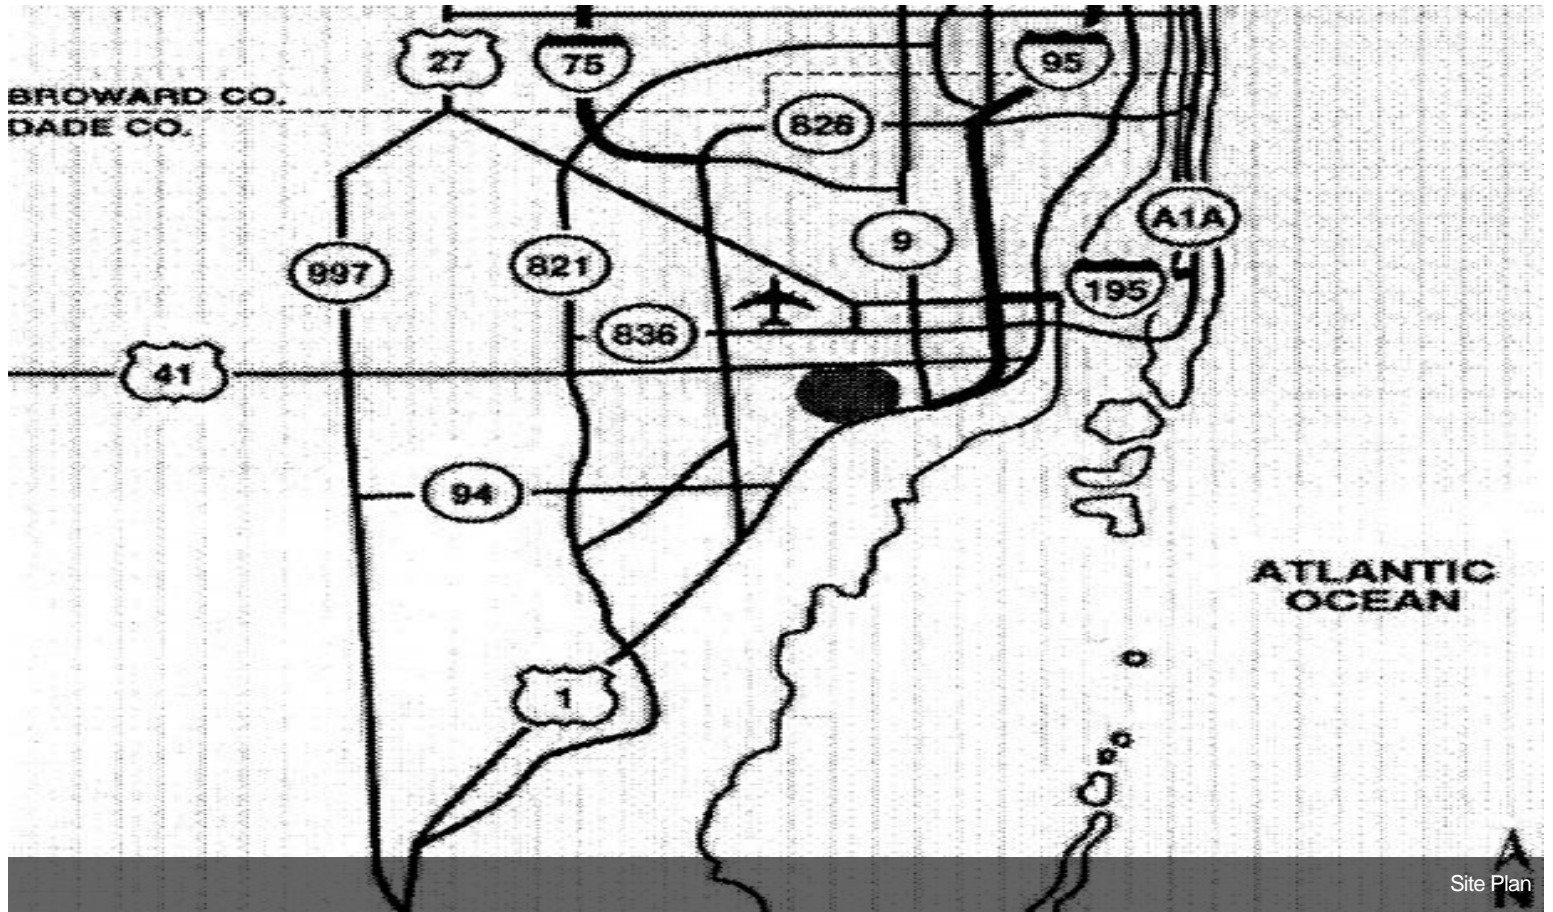 27
75
95
BROWARD CO.
DADE CO.
826
A1A
9
997
821
195
836
41
94
ATLANTIC
OCEAN
1
Site Plan
N